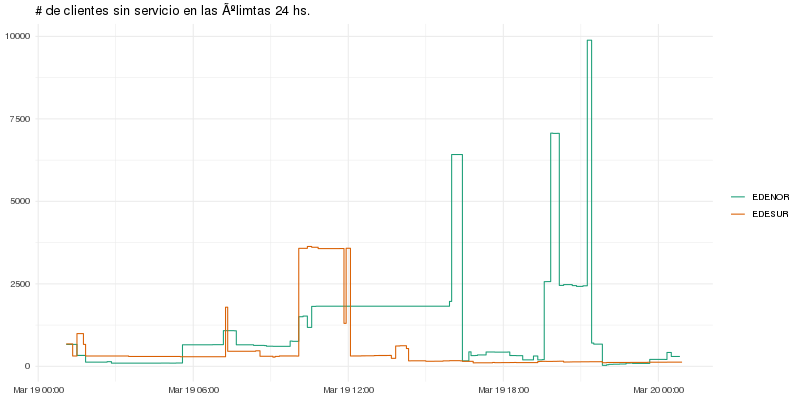 # de clientes sin servicio en las Ãºlimtas 24 hs.
10000
7500
5000
2500
0
Mar 19 00:00
Mar 19 06:00
Mar 19 12:00
Mar 19 18:00
Mar 20 00:00
EDENOR
EDESUR